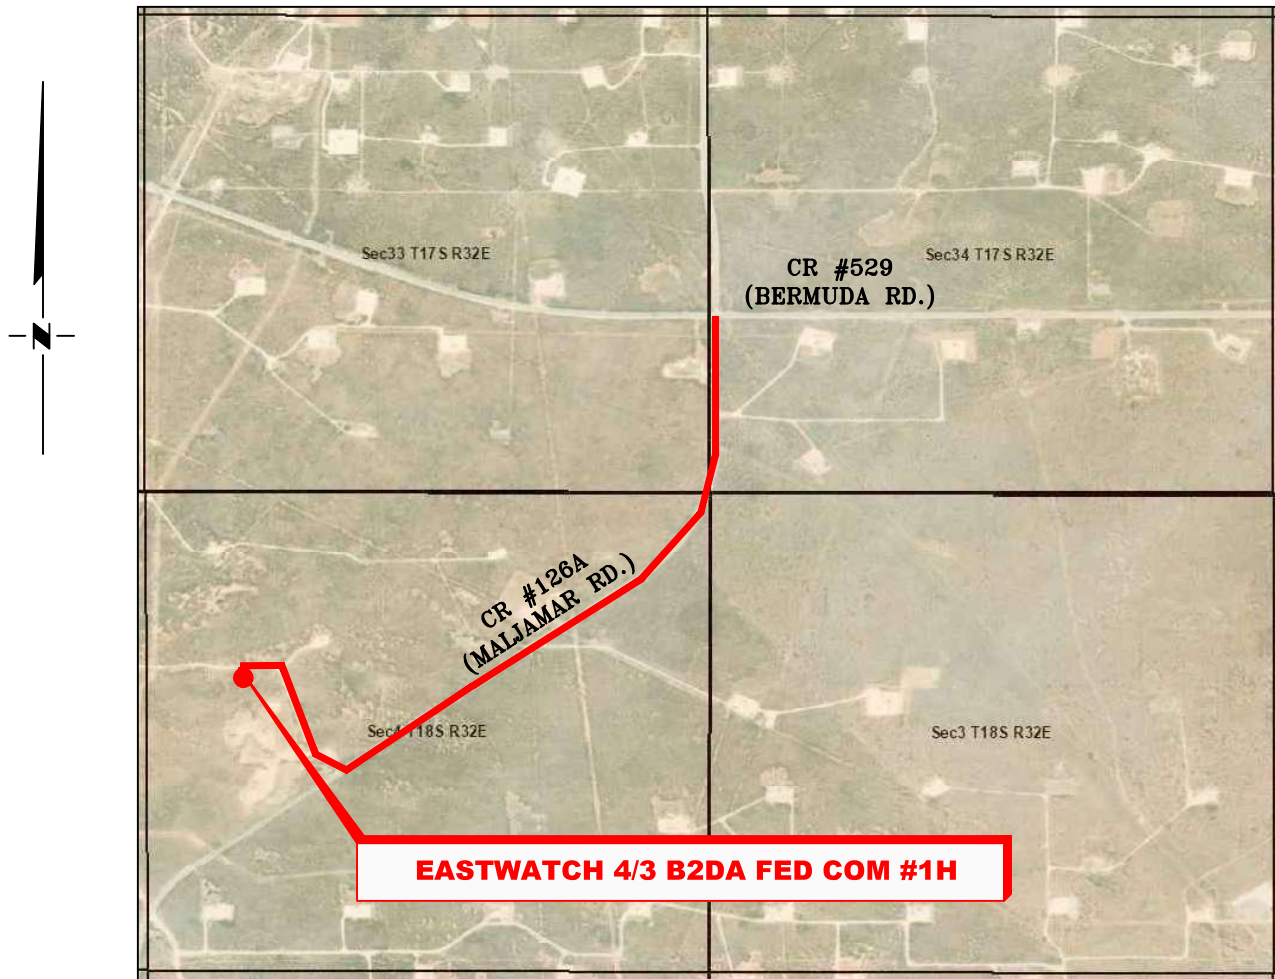 Sec33 T17S R32E
Sec34 T17S R32E
CR #529
(BERMUDA RD.)
N
CR #126A
(MALJAMAR RD.)
Sec4 T18S R32E
Sec3 T18S R32E
EASTWATCH 4/3 B2DA FED COM #1H